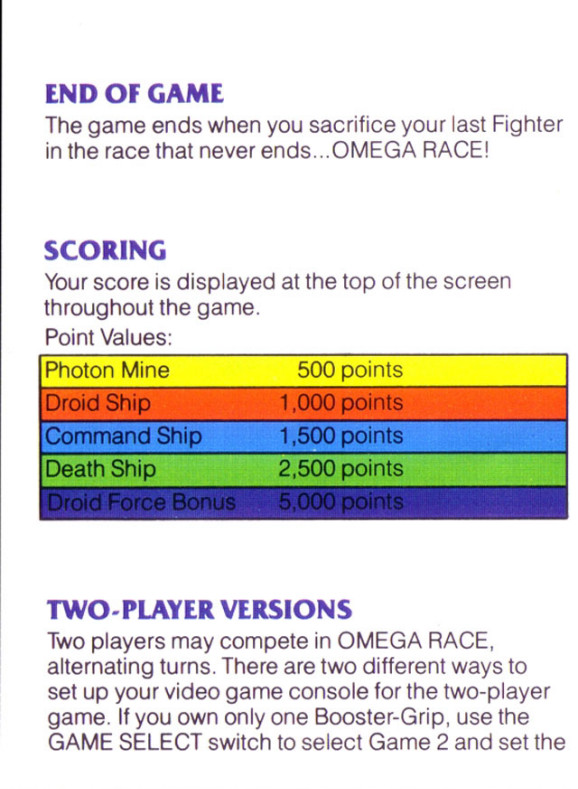 END OF GAME
The game ends when you sacrifice your last Fighter
in the race that never ends...OMEGA RACE!
SCORING
Your score is displayed at the top of the screen
throughout the game.
Point Values:
Photon Mine 500 points
Droid Ship 1,000 points
Command Ship 1,500 points
Death Ship 2,500 points
Droid Force Bonus 5,000 points
TWO-PLAYER VERSIONS
Two players may compete in OMEGA RACE,
alternating turns. There are two different ways to
set up your video game console for the two-player
game. If you own only one Booster-Grip, use the
GAME SELECT switch to select Game 2 and set the